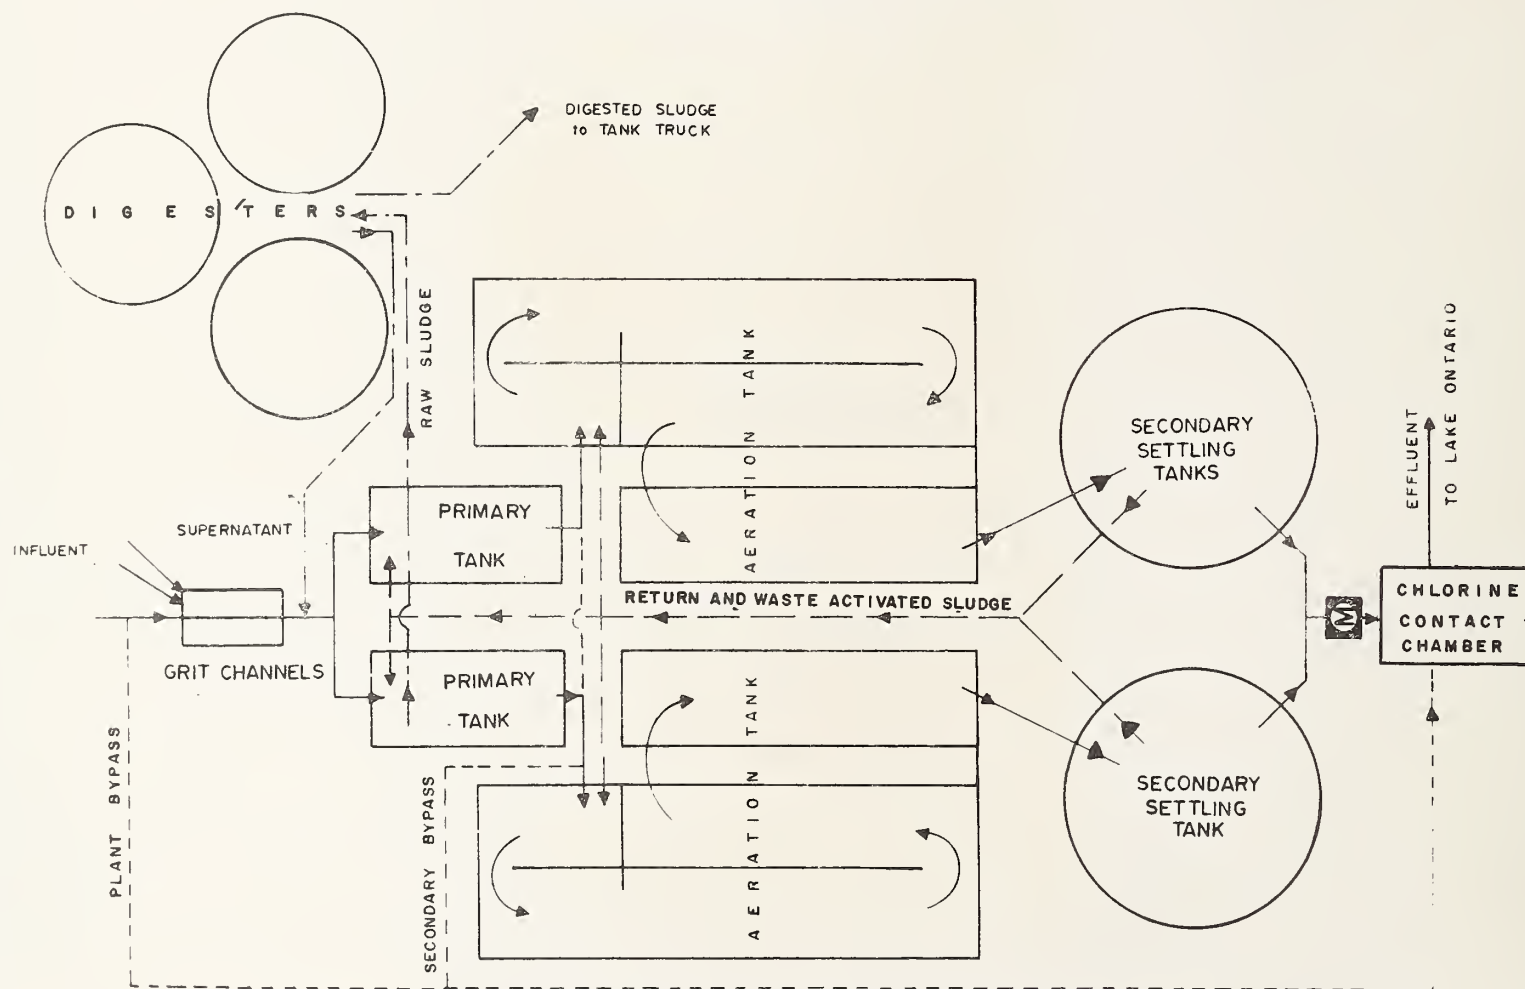 DIGESTED SLUDGE
to TANK TRUCK
DIGESTERS
RAW SLUDGE
AERATION TANK
SECONDARY
SETTLING
TANKS
EFFLUENT
TO LAKE ONTARIO
PRIMARY
TANK
SUPERNATANT
INFLUENT
RETURN AND WASTE ACTIVATED SLUDGE
M
CHLORINE
CONTACT
CHAMBER
GRIT CHANNELS
PRIMARY
TANK
AERATION TANK
SECONDARY
SETTLING
TANK
PLANT BYPASS
SECONDARY BYPASS